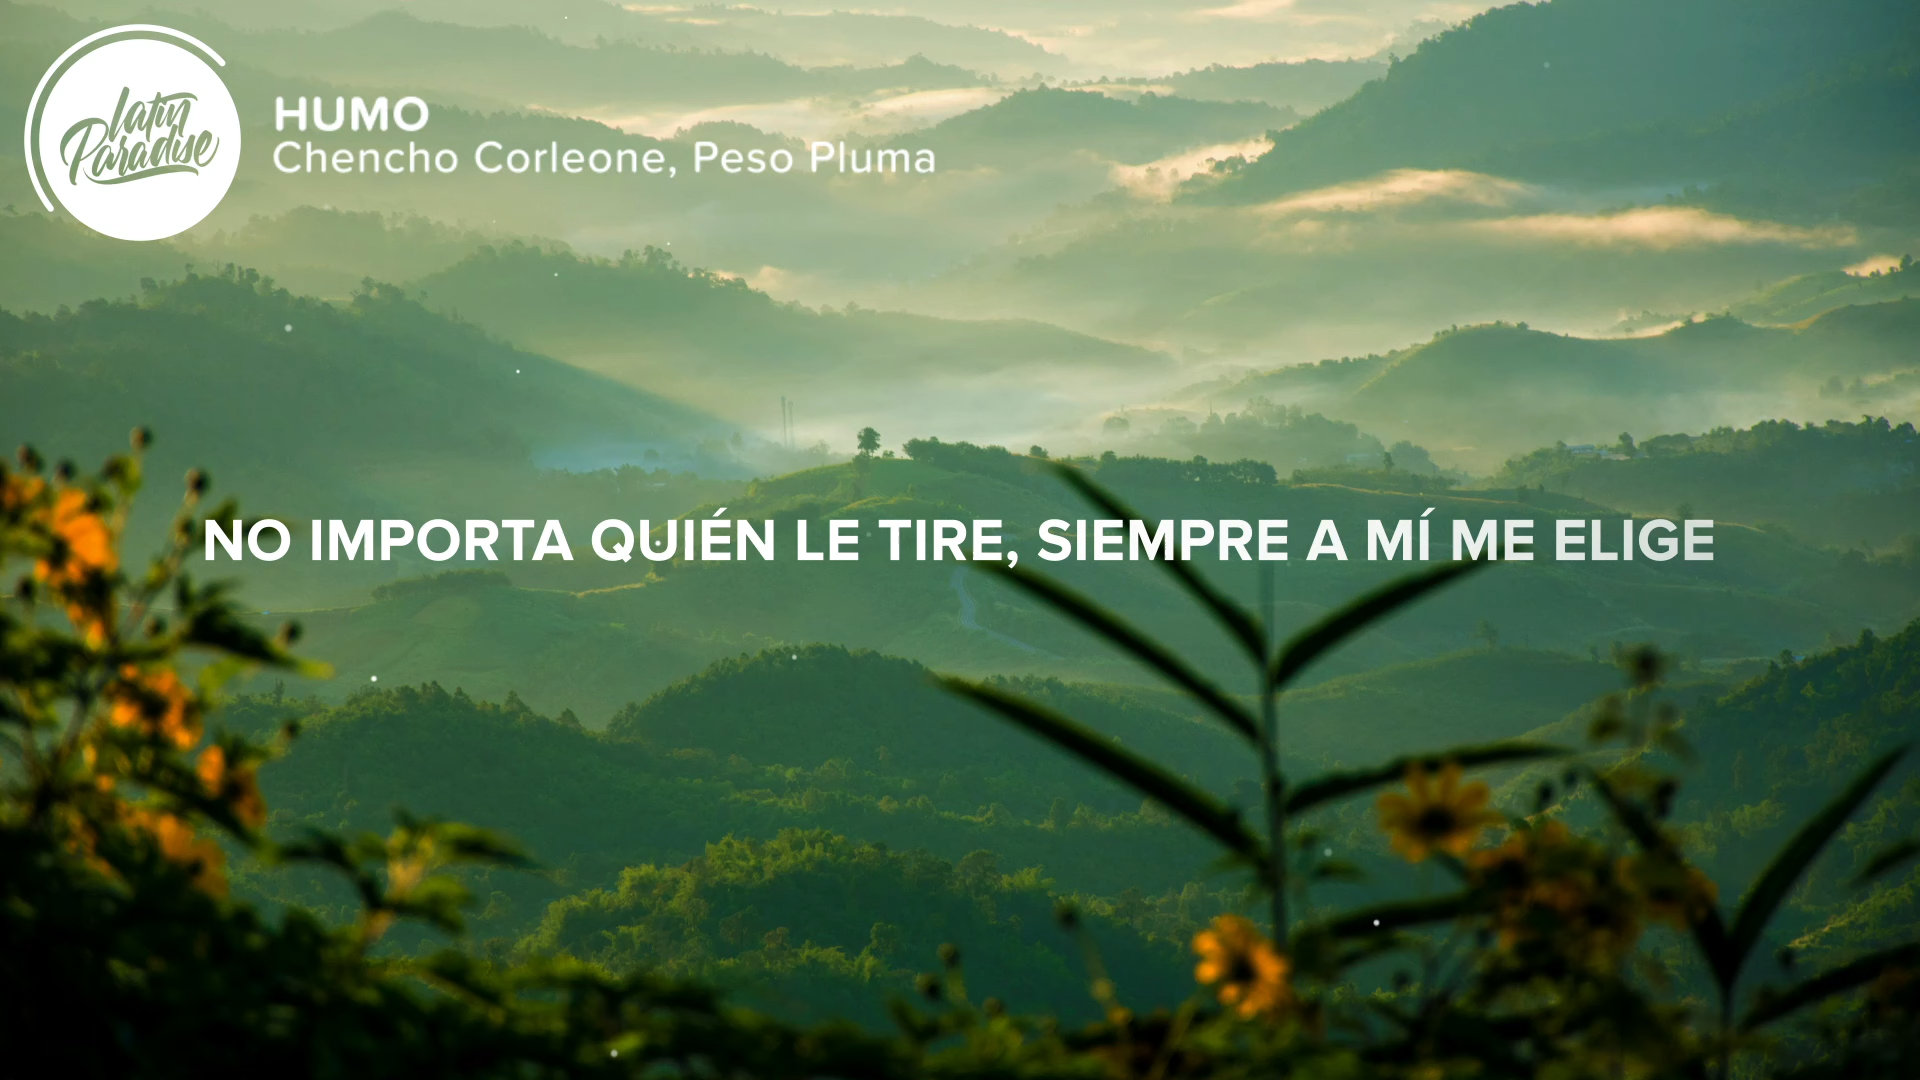 latin
Paradise
HUMO
Chencho Corleone, Peso Pluma
NO IMPORTA QUIÉN LE TIRE, SIEMPRE A MÍ ME ELIGE